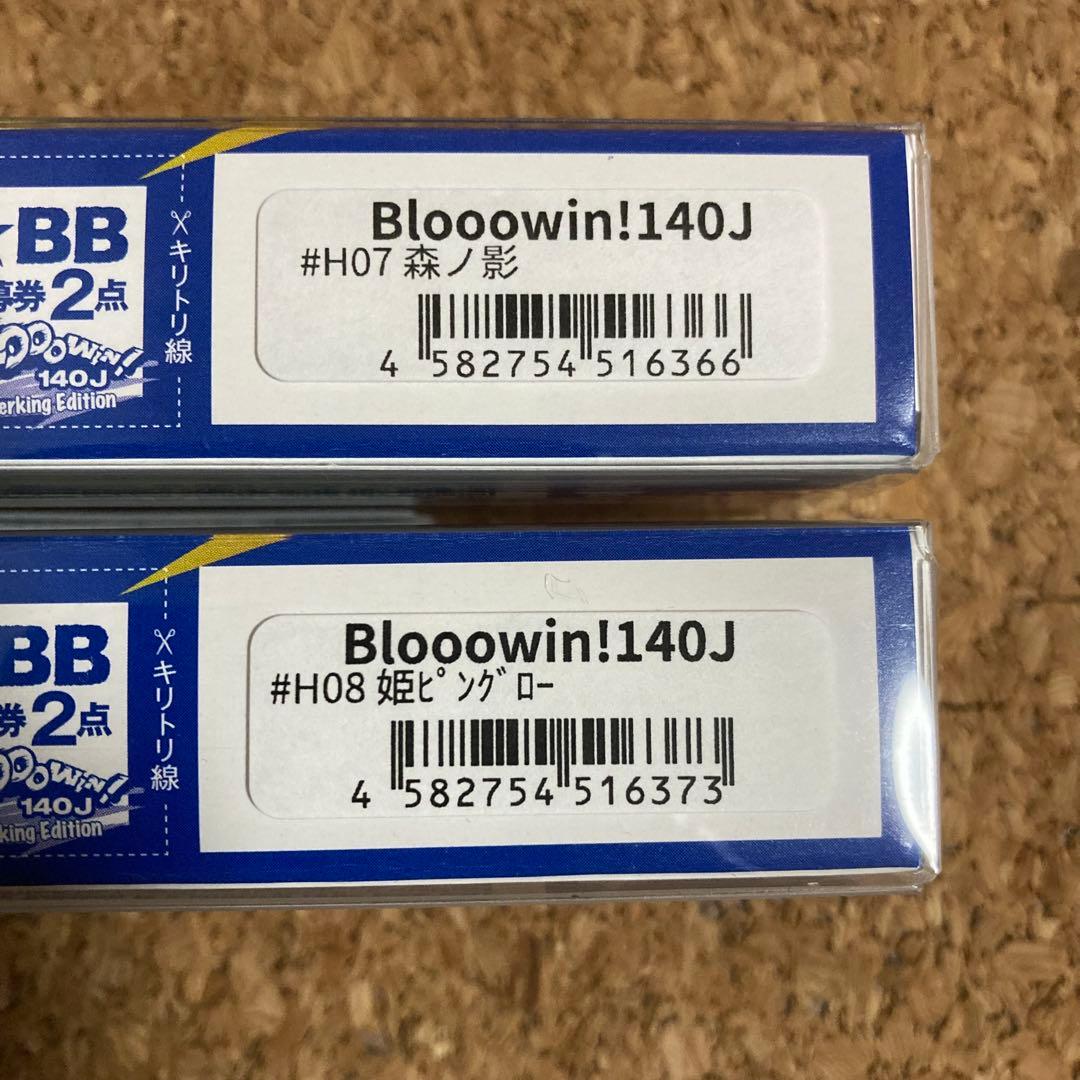 BB
券2点
140J
erking Edition
キリトリ線
Blooowin!140J
#H07 森ノ影
4 582754 516366
BB
券2点
140J
king Edition
キリトリ線
Blooowin!140J
#H08 姫ﾋﾟﾝｸﾞﾛｰ
4 582754 516373